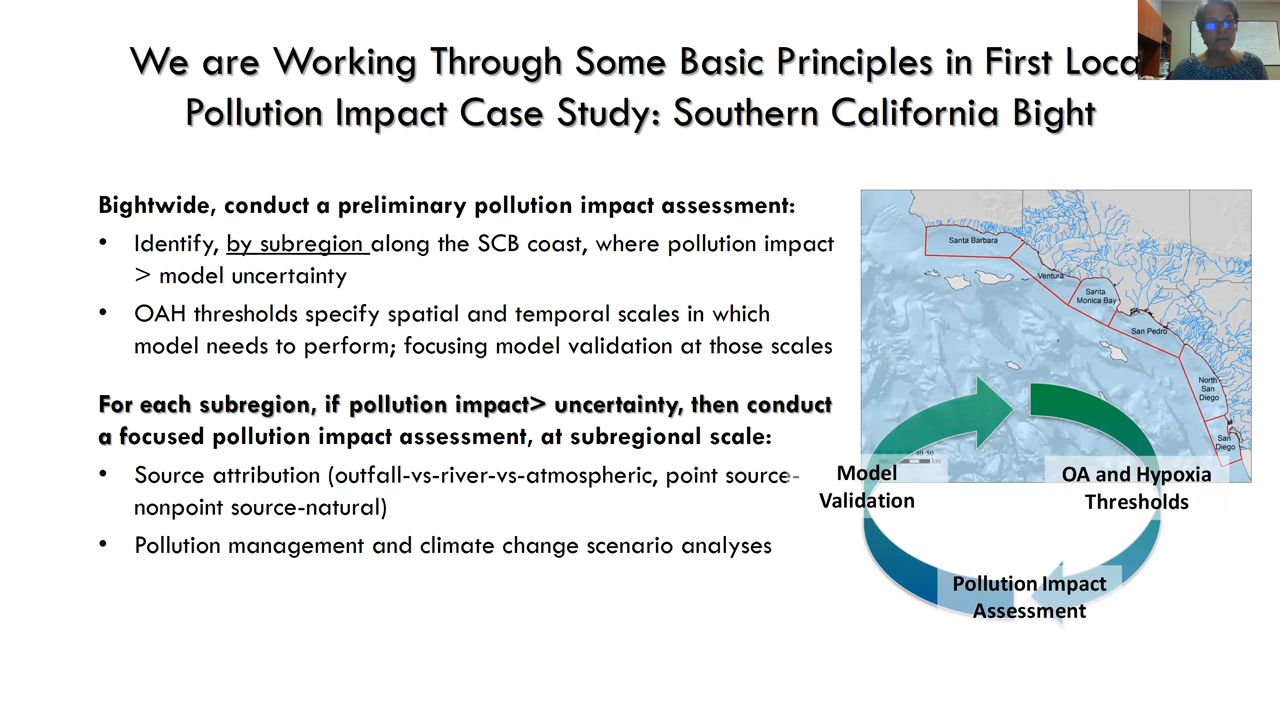 We are Working Through Some Basic Principles in First Loca
Pollution Impact Case Study: Southern California Bight
Bightwide, conduct a preliminary pollution impact assessment:
• Identify, by subregion along the SCB coast, where pollution impact
> model uncertainty
• OAH thresholds specify spatial and temporal scales in which
model needs to perform; focusing model validation at those scales
For each subregion, if pollution impact> uncertainty, then conduct
a focused pollution impact assessment, at subregional scale:
• Source attribution (outfall-vs-river-vs-atmospheric, point source-
nonpoint source-natural)
• Pollution management and climate change scenario analyses
Santa Barbara
Ventura
Santa
Monica Bay
San Pedro
North
San
Diego
San
Diego
40 50
km
Model
Validation
OA and Hypoxia
Thresholds
Pollution Impact
Assessment